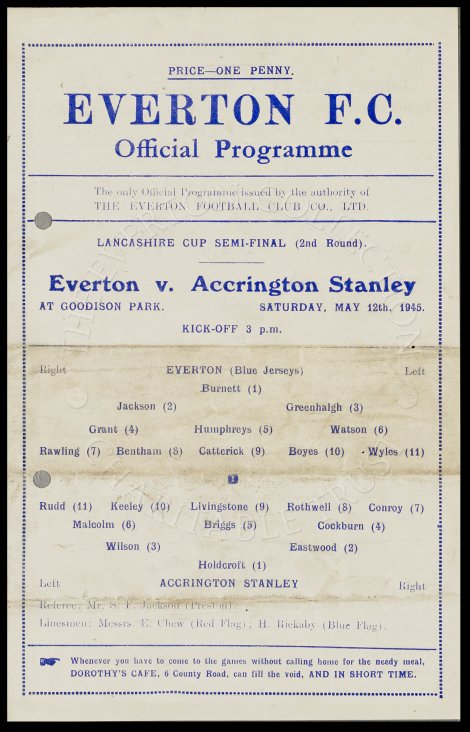 PRICE—ONE PENNY.
EVERTON F.C.
Official Programme
The only Official Programme issued by the authority of
THE EVERTON FOOTBALL CLUB CO., LTD.
LANCASHIRE CUP SEMI-FINAL (2nd Round).
Everton v. Accrington Stanley
AT GOODISON PARK. SATURDAY, MAY 12th, 1945.
KICK-OFF 3 p.m.
Right EVERTON (Blue Jerseys) Left
Burnett (1)
Jackson (2) Greenhalgh (3)
Grant (4) Humphreys (5) Watson (6)
Rawling (7) Bentham (8) Catterick (9) Boyes (10) Wyles (11)
Rudd (11) Keeley (10) Livingstone (9) Rothwell (8) Conroy (7)
Malcolm (6) Briggs (5) Cockburn (4)
Wilson (3) Eastwood (2)
Holdcroft (1)
Left ACCRINGTON STANLEY Right
Referee: Mr. S. F. Jackson (Preston).
Linesmen: Messrs. E. Chew (Red Flag), H. Rickaby (Blue Flag).
Whenever you have to come to the games without calling home for the needy meal,
DOROTHY'S CAFE, 6 County Road, can fill the void, AND IN SHORT TIME.
THE EVERTON COLLECTION
CHARITABLE TRUST